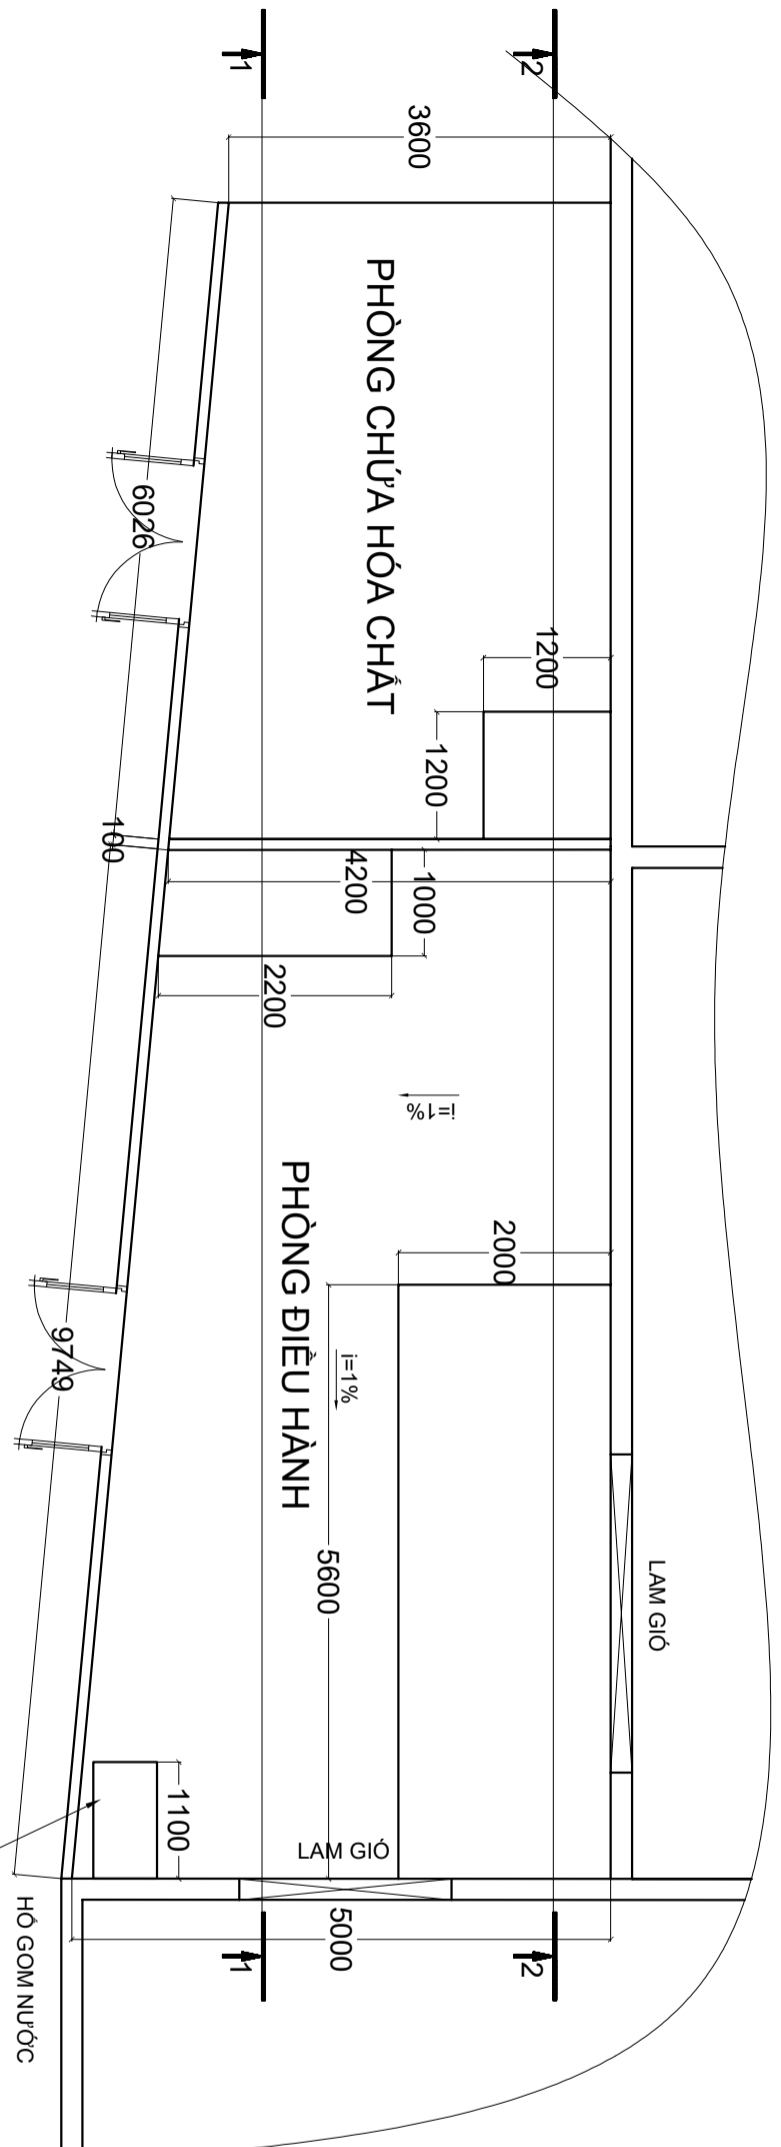 LAM GIÓ
2
2
1200
2000
3600
1200
1000
i=1%
PHÒNG CHỨA HÓA CHẤT
4200
i=1%
5600
LAM GIÓ
5000
PHÒNG ĐIỀU HÀNH
2200
1
1
1100
6026
100
9749
HỐ GOM NƯỚC